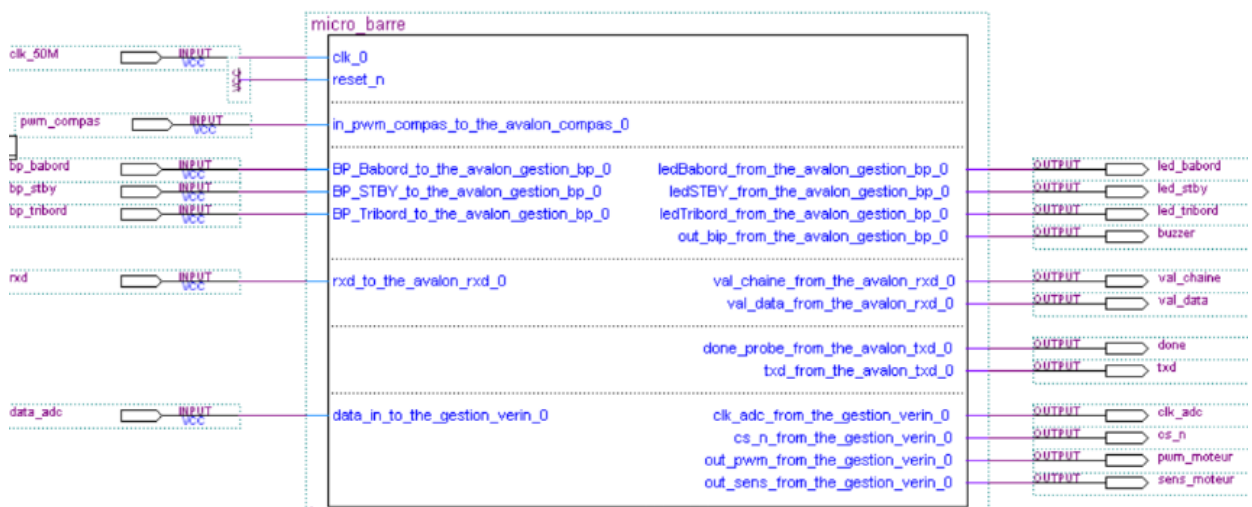 micro_barre
clk_50M INPUT VCC clk_0
VCC reset_n
pwm_compas INPUT VCC in_pwm_compas_to_the_avalon_compas_0
bp_babord INPUT VCC BP_Babord_to_the_avalon_gestion_bp_0 ledBabord_from_the_avalon_gestion_bp_0 OUTPUT led_babord
bp_stby INPUT VCC BP_STBY_to_the_avalon_gestion_bp_0 ledSTBY_from_the_avalon_gestion_bp_0 OUTPUT led_stby
bp_tribord INPUT VCC BP_Tribord_to_the_avalon_gestion_bp_0 ledTribord_from_the_avalon_gestion_bp_0 OUTPUT led_tribord
out_bip_from_the_avalon_gestion_bp_0 OUTPUT buzzer
rxd INPUT VCC rxd_to_the_avalon_rxd_0 val_chaine_from_the_avalon_rxd_0 OUTPUT val_chaine
val_data_from_the_avalon_rxd_0 OUTPUT val_data
done_probe_from_the_avalon_txd_0 OUTPUT done
txd_from_the_avalon_txd_0 OUTPUT txd
data_adc INPUT VCC data_in_to_the_gestion_verin_0 clk_adc_from_the_gestion_verin_0 OUTPUT clk_adc
cs_n_from_the_gestion_verin_0 OUTPUT cs_n
out_pwm_from_the_gestion_verin_0 OUTPUT pwm_moteur
out_sens_from_the_gestion_verin_0 OUTPUT sens_moteur